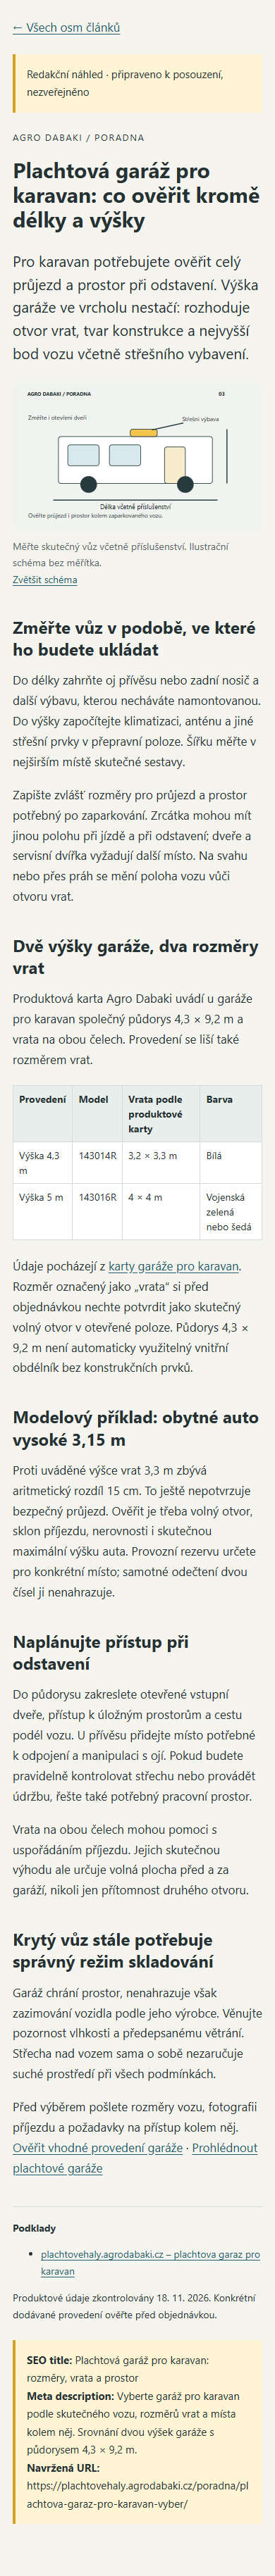 ← Všech osm článků
Redakční náhled · připraveno k posouzení,
nezveřejněno
AGRO DABAKI / PORADNA
Plachtová garáž pro
karavan: co ověřit kromě
délky a výšky
Pro karavan potřebujete ověřit celý
průjezd a prostor při odstavení. Výška
garáže ve vrcholu nestačí: rozhoduje
otvor vrat, tvar konstrukce a nejvyšší
bod vozu včetně střešního vybavení.
AGRO DABAKI / PORADNA
03
Změřte i otevření dveří
Střešní výbava
Délka včetně příslušenství
Ověřte průjezd i prostor kolem zaparkovaného vozu.
Měřte skutečný vůz včetně příslušenství. Ilustrační
schéma bez měřítka.
Zvětšit schéma
Změřte vůz v podobě, ve které
ho budete ukládat
Do délky zahrňte oj přívěsu nebo zadní nosič a
další výbavu, kterou necháváte namontovanou.
Do výšky započítejte klimatizaci, anténu a jiné
střešní prvky v přepravní poloze. Šířku měřte v
nejširším místě skutečné sestavy.
Zapište zvlášť rozměry pro průjezd a prostor
potřebný po zaparkování. Zrcátka mohou mít
jinou polohu při jízdě a při odstavení; dveře a
servisní dvířka vyžadují další místo. Na svahu
nebo přes práh se mění poloha vozu vůči
otvoru vrat.
Dvě výšky garáže, dva rozměry
vrat
Produktová karta Agro Dabaki uvádí u garáže
pro karavan společný půdorys 4,3 × 9,2 m a
vrata na obou čelech. Provedení se liší také
rozměrem vrat.
Provedení Model Vrata podle produktové karty Barva
Výška 4,3 m 143014R 3,2 × 3,3 m Bílá
Výška 5 m 143016R 4 × 4 m Vojenská zelená nebo šedá
Údaje pocházejí z karty garáže pro karavan.
Rozměr označený jako „vrata“ si před
objednávkou nechte potvrdit jako skutečný
volný otvor v otevřené poloze. Půdorys 4,3 ×
9,2 m není automaticky využitelný vnitřní
obdélník bez konstrukčních prvků.
Modelový příklad: obytné auto
vysoké 3,15 m
Proti uváděné výšce vrat 3,3 m zbývá
aritmetický rozdíl 15 cm. To ještě nepotvrzuje
bezpečný průjezd. Ověřit je třeba volný otvor,
sklon příjezdu, nerovnosti i skutečnou
maximální výšku auta. Provozní rezervu určete
pro konkrétní místo; samotné odečtení dvou
čísel ji nenahrazuje.
Naplánujte přístup při
odstavení
Do půdorysu zakreslete otevřené vstupní
dveře, přístup k úložným prostorům a cestu
podél vozu. U přívěsu přidejte místo potřebné
k odpojení a manipulaci s ojí. Pokud budete
pravidelně kontrolovat střechu nebo provádět
údržbu, řešte také potřebný pracovní prostor.
Vrata na obou čelech mohou pomoci s
uspořádáním příjezdu. Jejich skutečnou
výhodu ale určuje volná plocha před a za
garáží, nikoli jen přítomnost druhého otvoru.
Krytý vůz stále potřebuje
správný režim skladování
Garáž chrání prostor, nenahrazuje však
zazimování vozidla podle jeho výrobce. Věnujte
pozornost vlhkosti a předepsanému větrání.
Střecha nad vozem sama o sobě nezaručuje
suché prostředí při všech podmínkách.
Před výběrem pošlete rozměry vozu, fotografii
příjezdu a požadavky na přístup kolem něj.
Ověřit vhodné provedení garáže · Prohlédnout
plachtové garáže
Podklady
• plachtovehaly.agrodabaki.cz – plachtova garaz pro
karavan
Produktové údaje zkontrolovány 18. 11. 2026. Konkrétní
dodávané provedení ověřte před objednávkou.
SEO title: Plachtová garáž pro karavan:
rozměry, vrata a prostor
Meta description: Vyberte garáž pro karavan
podle skutečného vozu, rozměrů vrat a místa
kolem něj. Srovnání dvou výšek garáže s
půdorysem 4,3 × 9,2 m.
Navržená URL:
https://plachtovehaly.agrodabaki.cz/poradna/pl
achtova-garaz-pro-karavan-vyber/